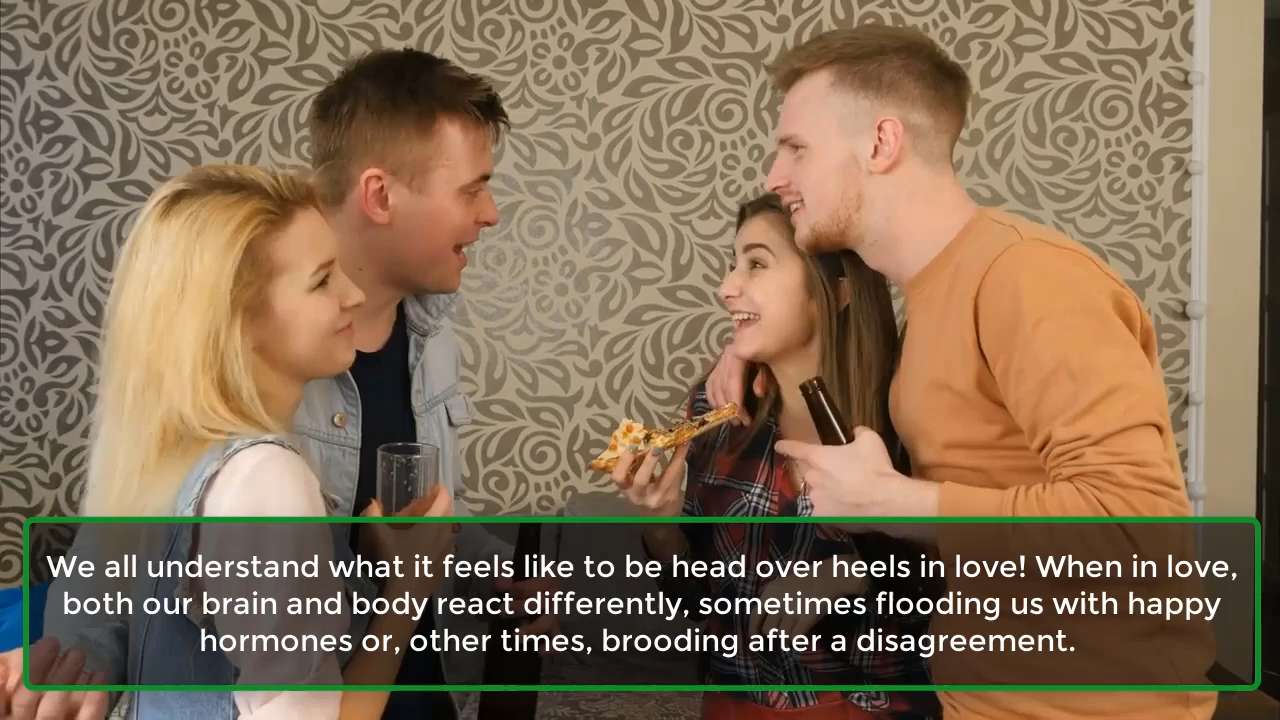 We all understand what it feels like to be head over heels in love! When in love,
both our brain and body react differently, sometimes flooding us with happy
hormones or, other times, brooding after a disagreement.